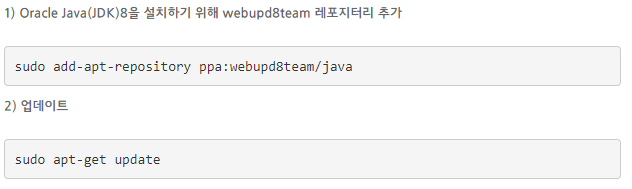 1) Oracle Java(JDK)8을 설치하기 위해 webupd8team 레포지터리 추가
sudo add-apt-repository ppa:webupd8team/java
2) 업데이트
sudo apt-get update